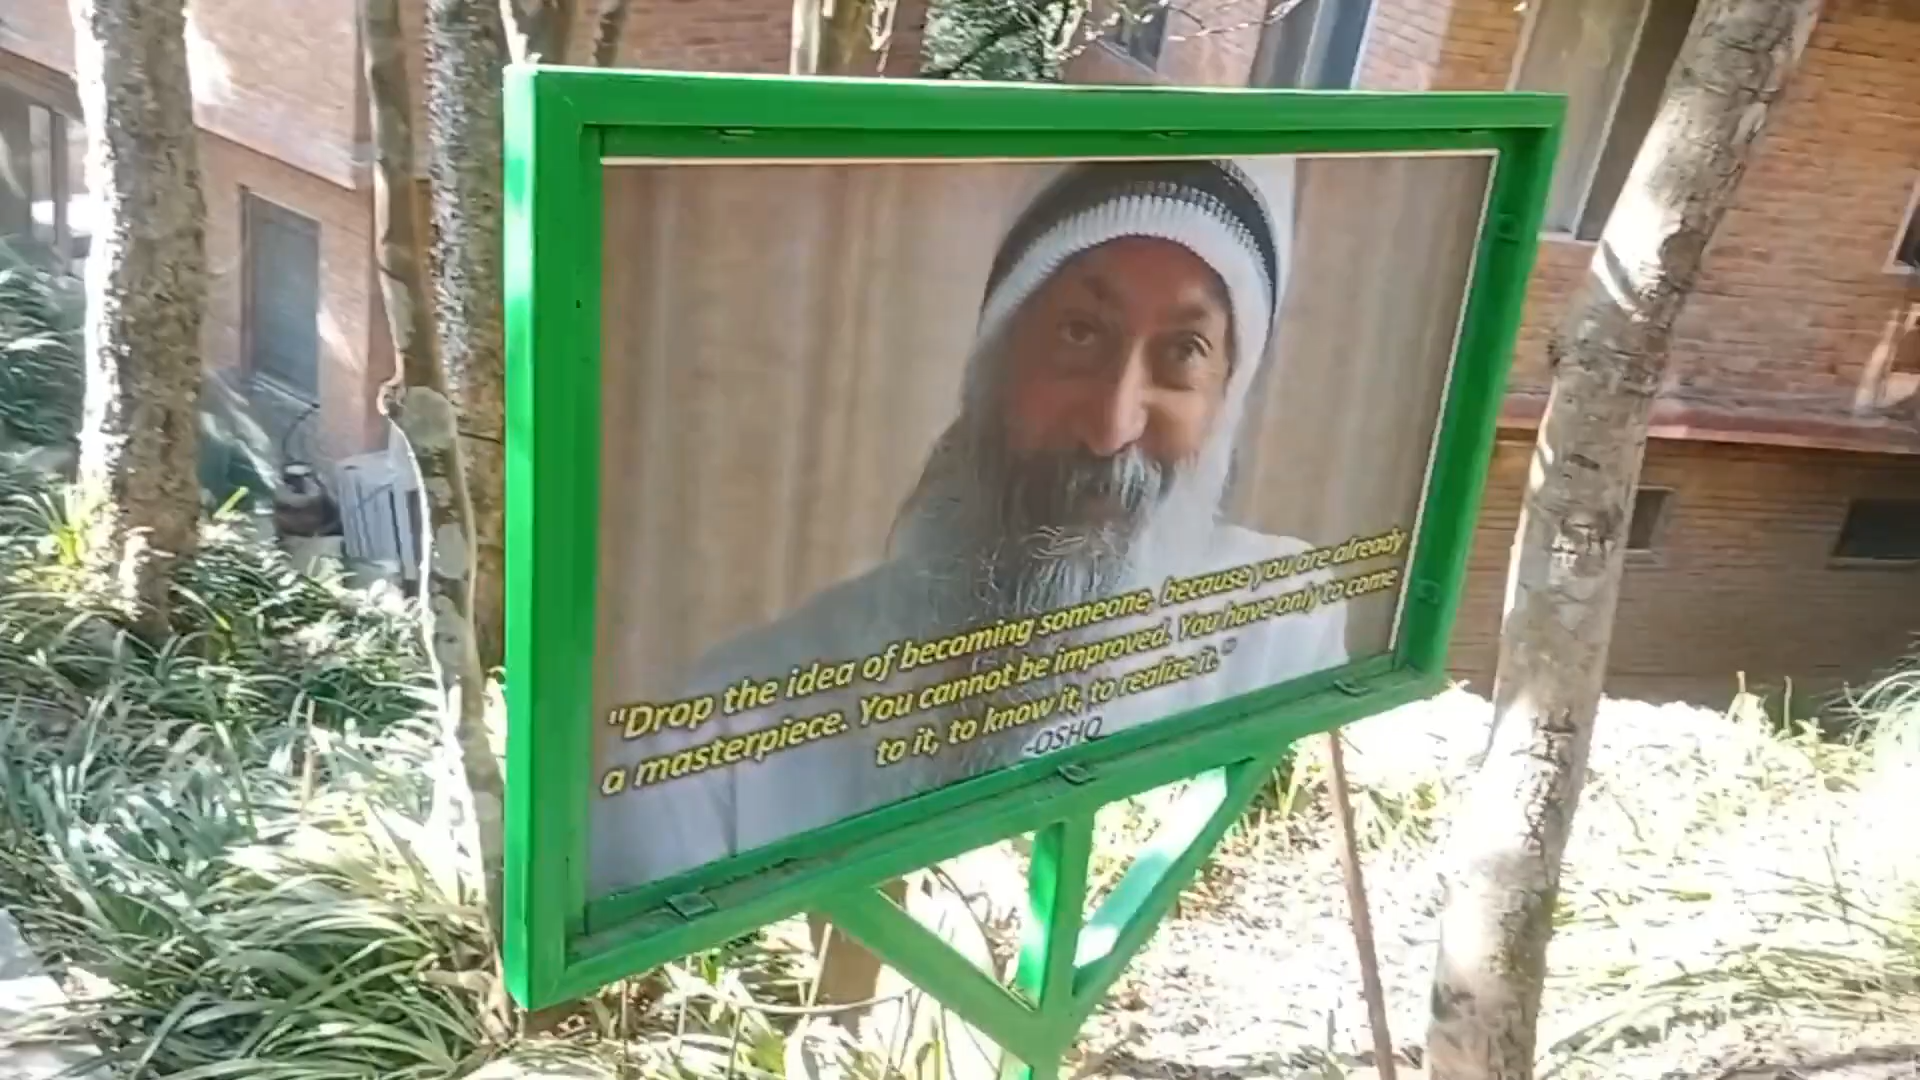 "Drop the idea of becoming someone, because you are already
a masterpiece. You cannot be improved. You have only to come
to it, to know it, to realize it."
-OSHO